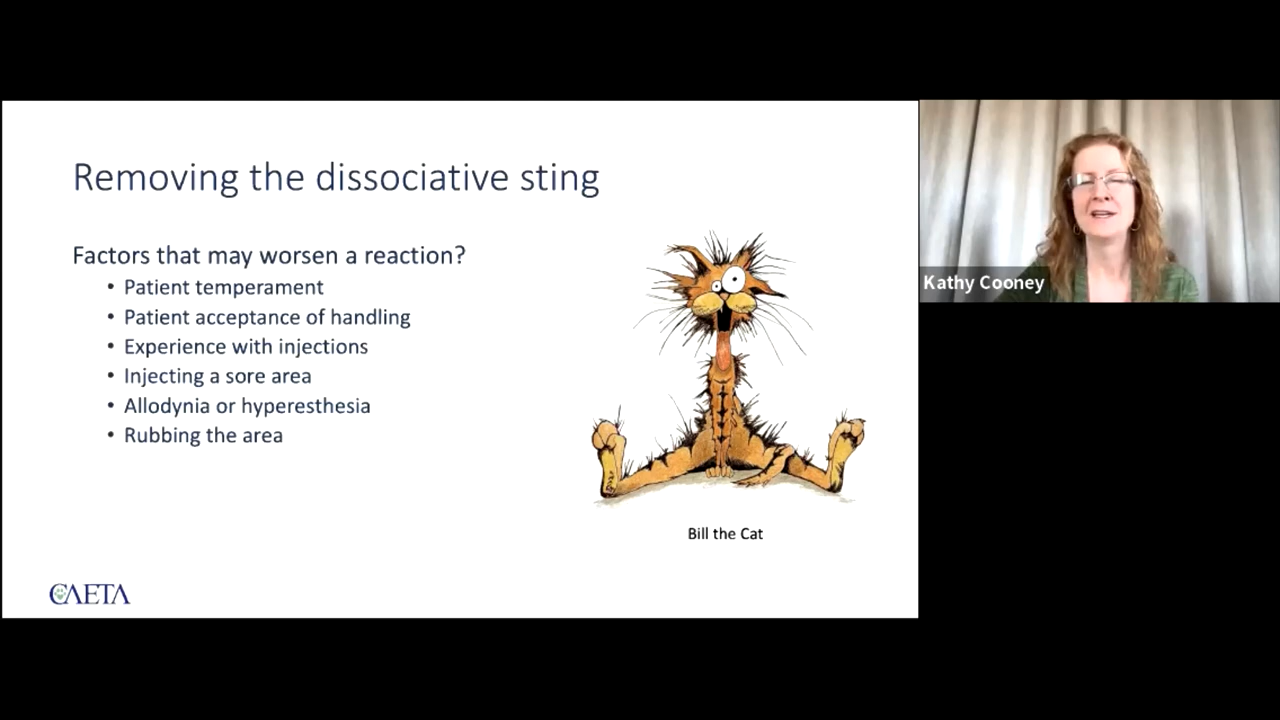 Removing the dissociative sting
Factors that may worsen a reaction?
• Patient temperament
• Patient acceptance of handling
• Experience with injections
• Injecting a sore area
• Allodynia or hyperesthesia
• Rubbing the area
Bill the Cat
CAETA
Kathy Cooney